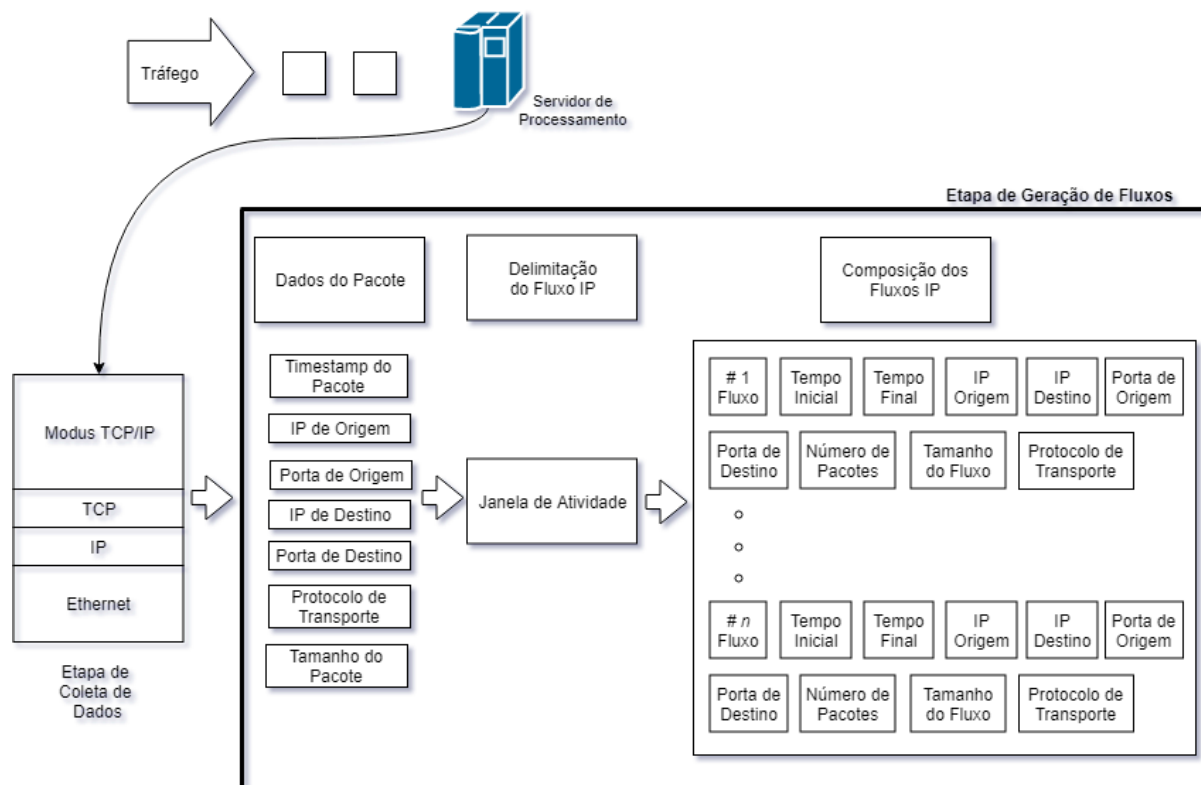 Tráfego
Servidor de
Processamento
Etapa de Geração de Fluxos
Dados do Pacote
Delimitação
do Fluxo IP
Composição dos
Fluxos IP
Modus TCP/IP
TCP
IP
Ethernet
Etapa de
Coleta de
Dados
Timestamp do
Pacote
IP de Origem
Porta de Origem
IP de Destino
Porta de Destino
Protocolo de
Transporte
Tamanho do
Pacote
Janela de Atividade
# 1
Fluxo
Tempo
Inicial
Tempo
Final
IP
Origem
IP
Destino
Porta de
Origem
Porta de
Destino
Número de
Pacotes
Tamanho
do Fluxo
Protocolo de
Transporte
# n
Fluxo
Tempo
Inicial
Tempo
Final
IP
Origem
IP
Destino
Porta de
Origem
Porta de
Destino
Número de
Pacotes
Tamanho
do Fluxo
Protocolo de
Transporte